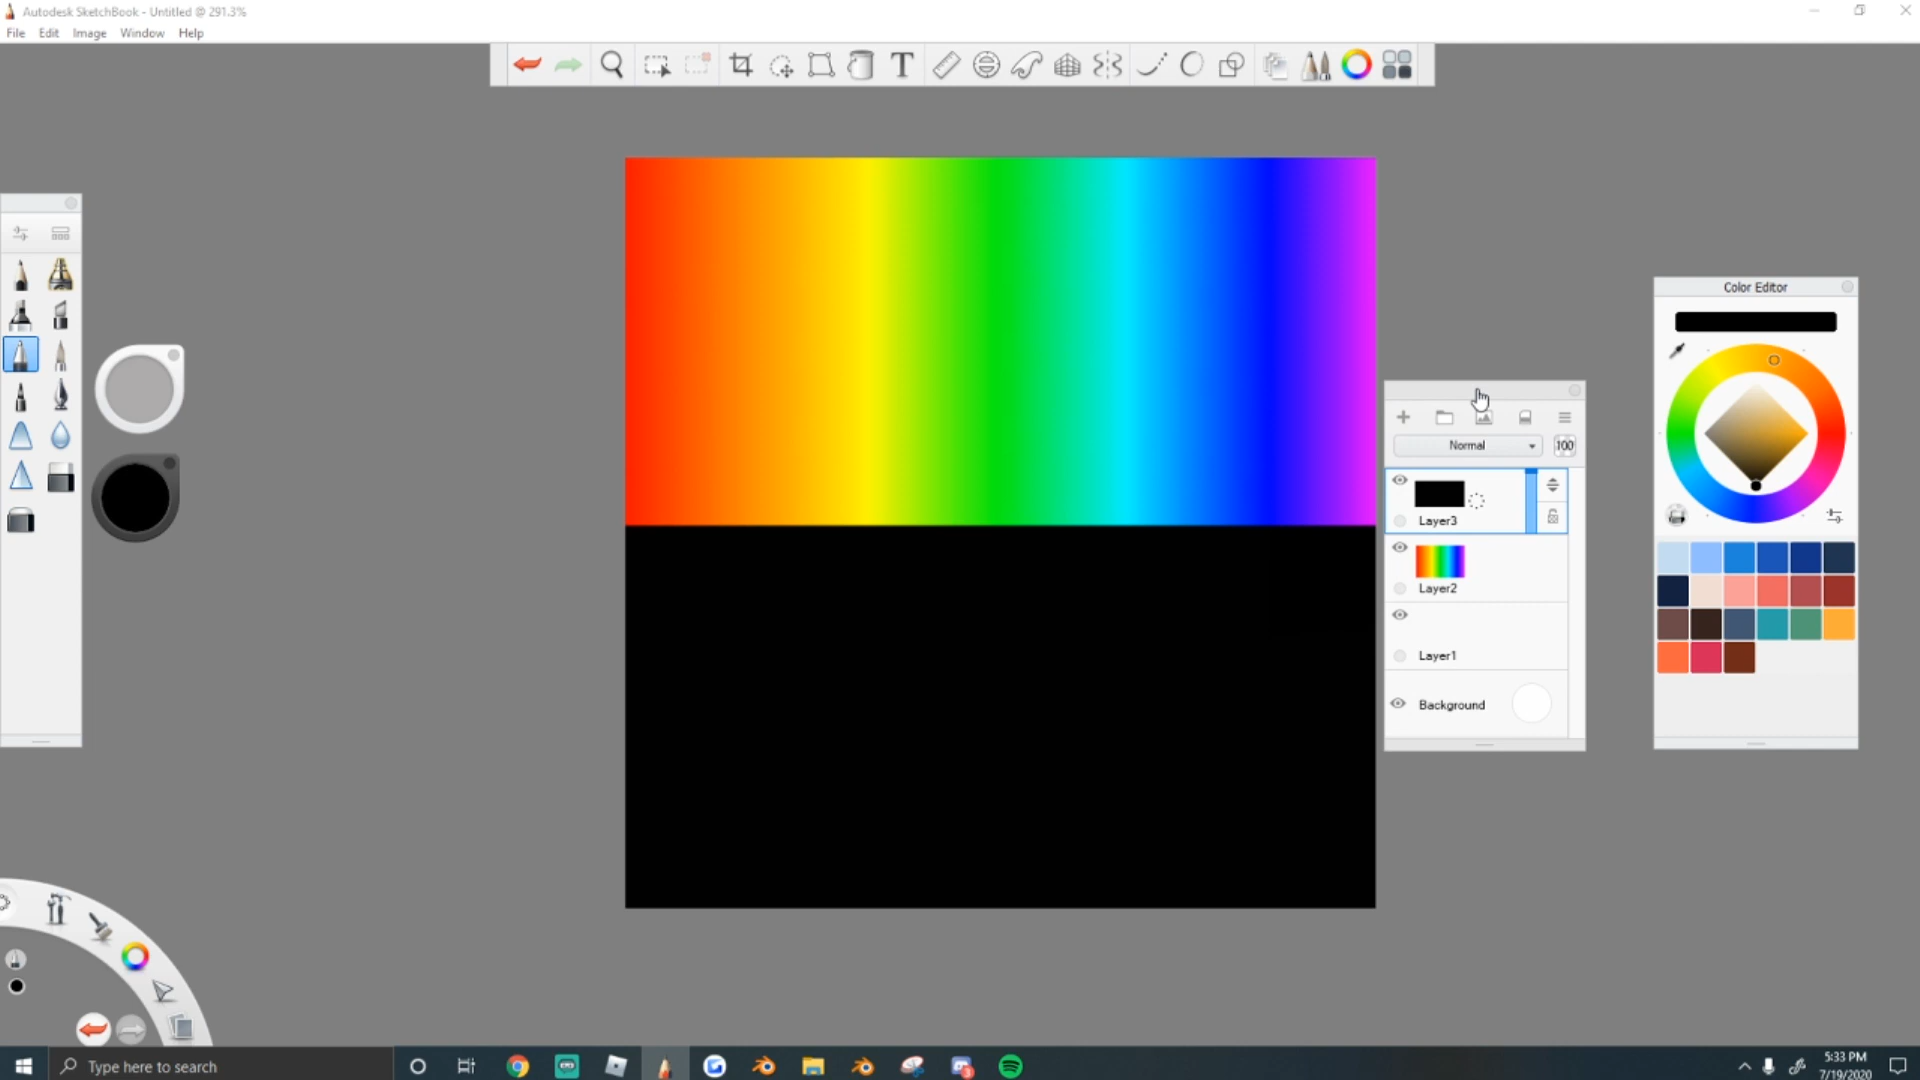 Autodesk SketchBook - Untitled @ 291.3%
File Edit Image Window Help
T
Color Editor
Normal 100
Layer3
Layer2
Layer1
Background
Type here to search
5:33 PM
7/19/2020